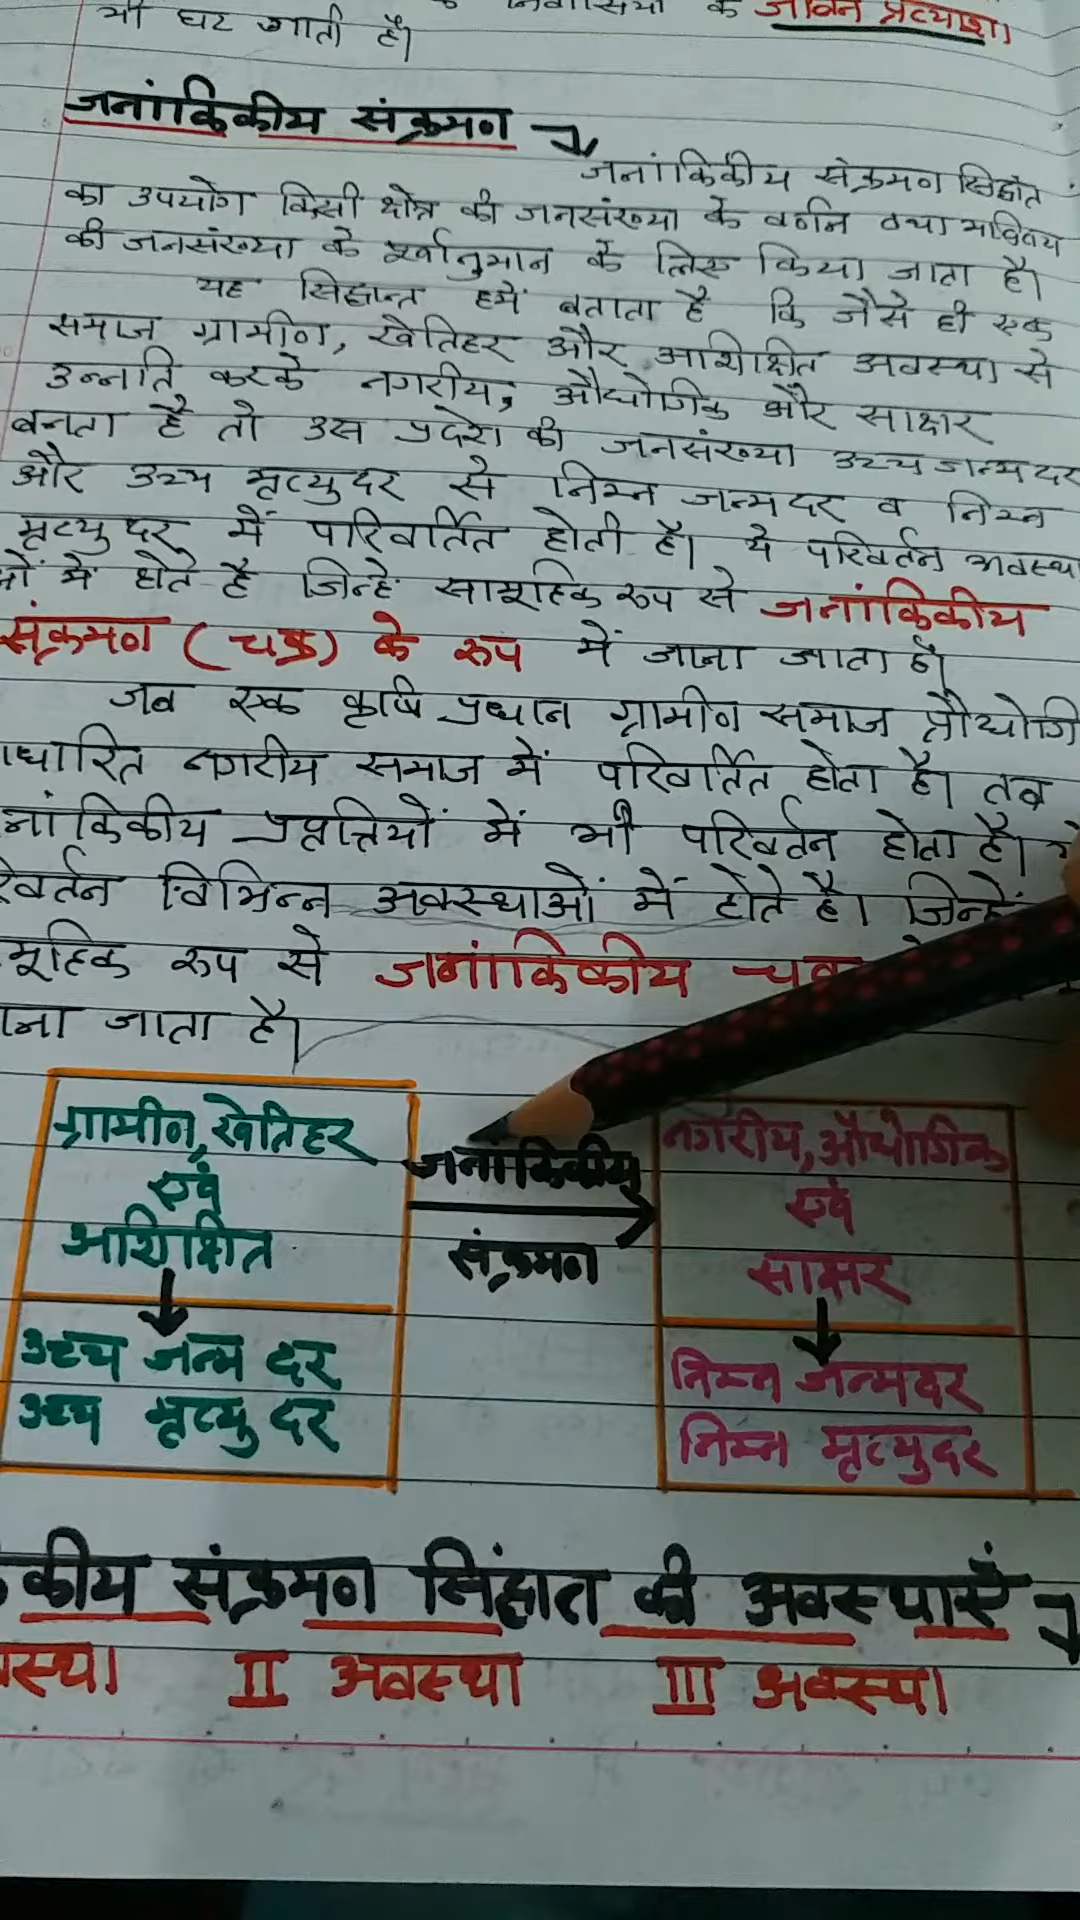 भी घट जाती है।
के जीवन प्रत्याशा
जनांकिकीय संक्रमण →
जनांकिकीय संक्रमण सिद्धांत
का उपयोग किसी क्षेत्र की जनसंख्या के वर्णन तथा भविष्य
की जनसंख्या के पूर्वानुमान के लिए किया जाता है।
यह सिद्धान्त हमें बताता है कि जैसे ही एक
समाज ग्रामीण, खेतिहर और अशिक्षित अवस्था से
उन्नति करके नगरीय, औद्योगिक और साक्षर
बनता है तो उस प्रदेश की जनसंख्या उच्च जन्मदर
और उच्च मृत्युदर से निम्न जन्मदर व निम्न
मृत्युदर में परिवर्तित होती है। ये परिवर्तन अवस्था
ओं में होते है जिन्हें सामूहिक रूप से जनांकिकीय
संक्रमण (चक्र) के रूप में जाना जाता है।
जब एक कृषि प्रधान ग्रामीण समाज प्रौद्योगि
ाधारित नगरीय समाज में परिवर्तित होता है। तब
नांकिकीय प्रवृत्तियों में भी परिवर्तन होता है।
रिवर्तन विभिन्न अवस्थाओं में होते है। जिन्हें
मूहिक रूप से जनांकिकीय
ाना जाता है।
ग्रामीण, खेतिहर
एवं
अशिक्षित
↓
उच्च जन्म दर
उच्च मृत्यु दर
जनांकिकीय
→
संक्रमण
नगरीय, औद्योगिक
एवं
साक्षर
↓
निम्न जन्मदर
निम्न मृत्युदर
कीय संक्रमण सिंद्दात की अवस्थाएें →
वस्था II अवस्था III अवस्था